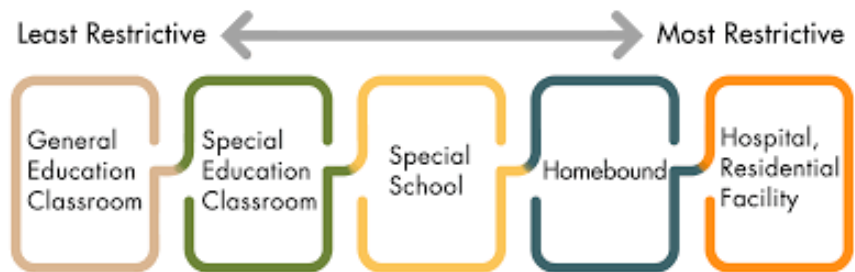 Least Restrictive
Most Restrictive
General
Education
Classroom
Special
Education
Classroom
Special
School
Homebound
Hospital,
Residential
Facility